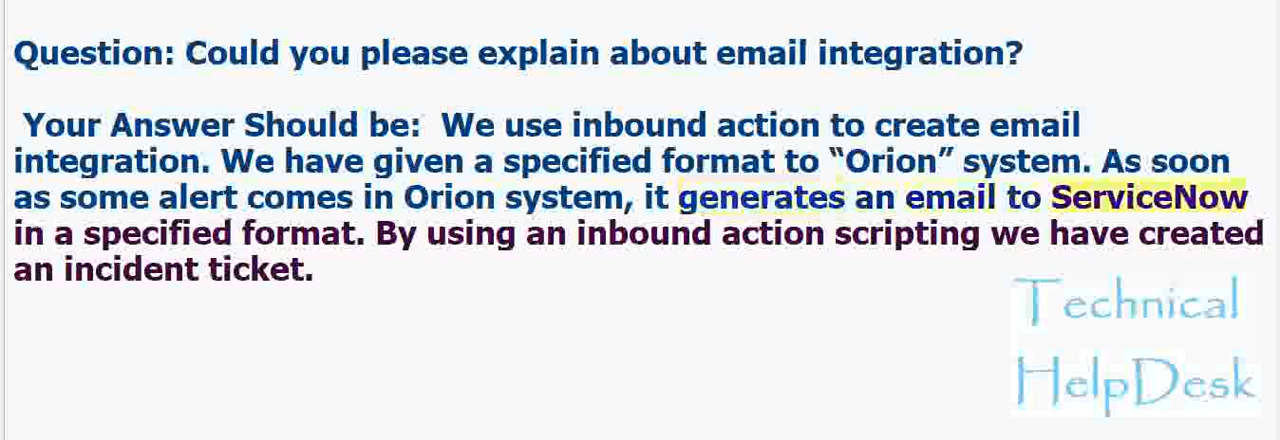 Question: Could you please explain about email integration?
Your Answer Should be: We use inbound action to create email
integration. We have given a specified format to “Orion” system. As soon
as some alert comes in Orion system, it generates an email to ServiceNow
in a specified format. By using an inbound action scripting we have created
an incident ticket.
Technical
HelpDesk